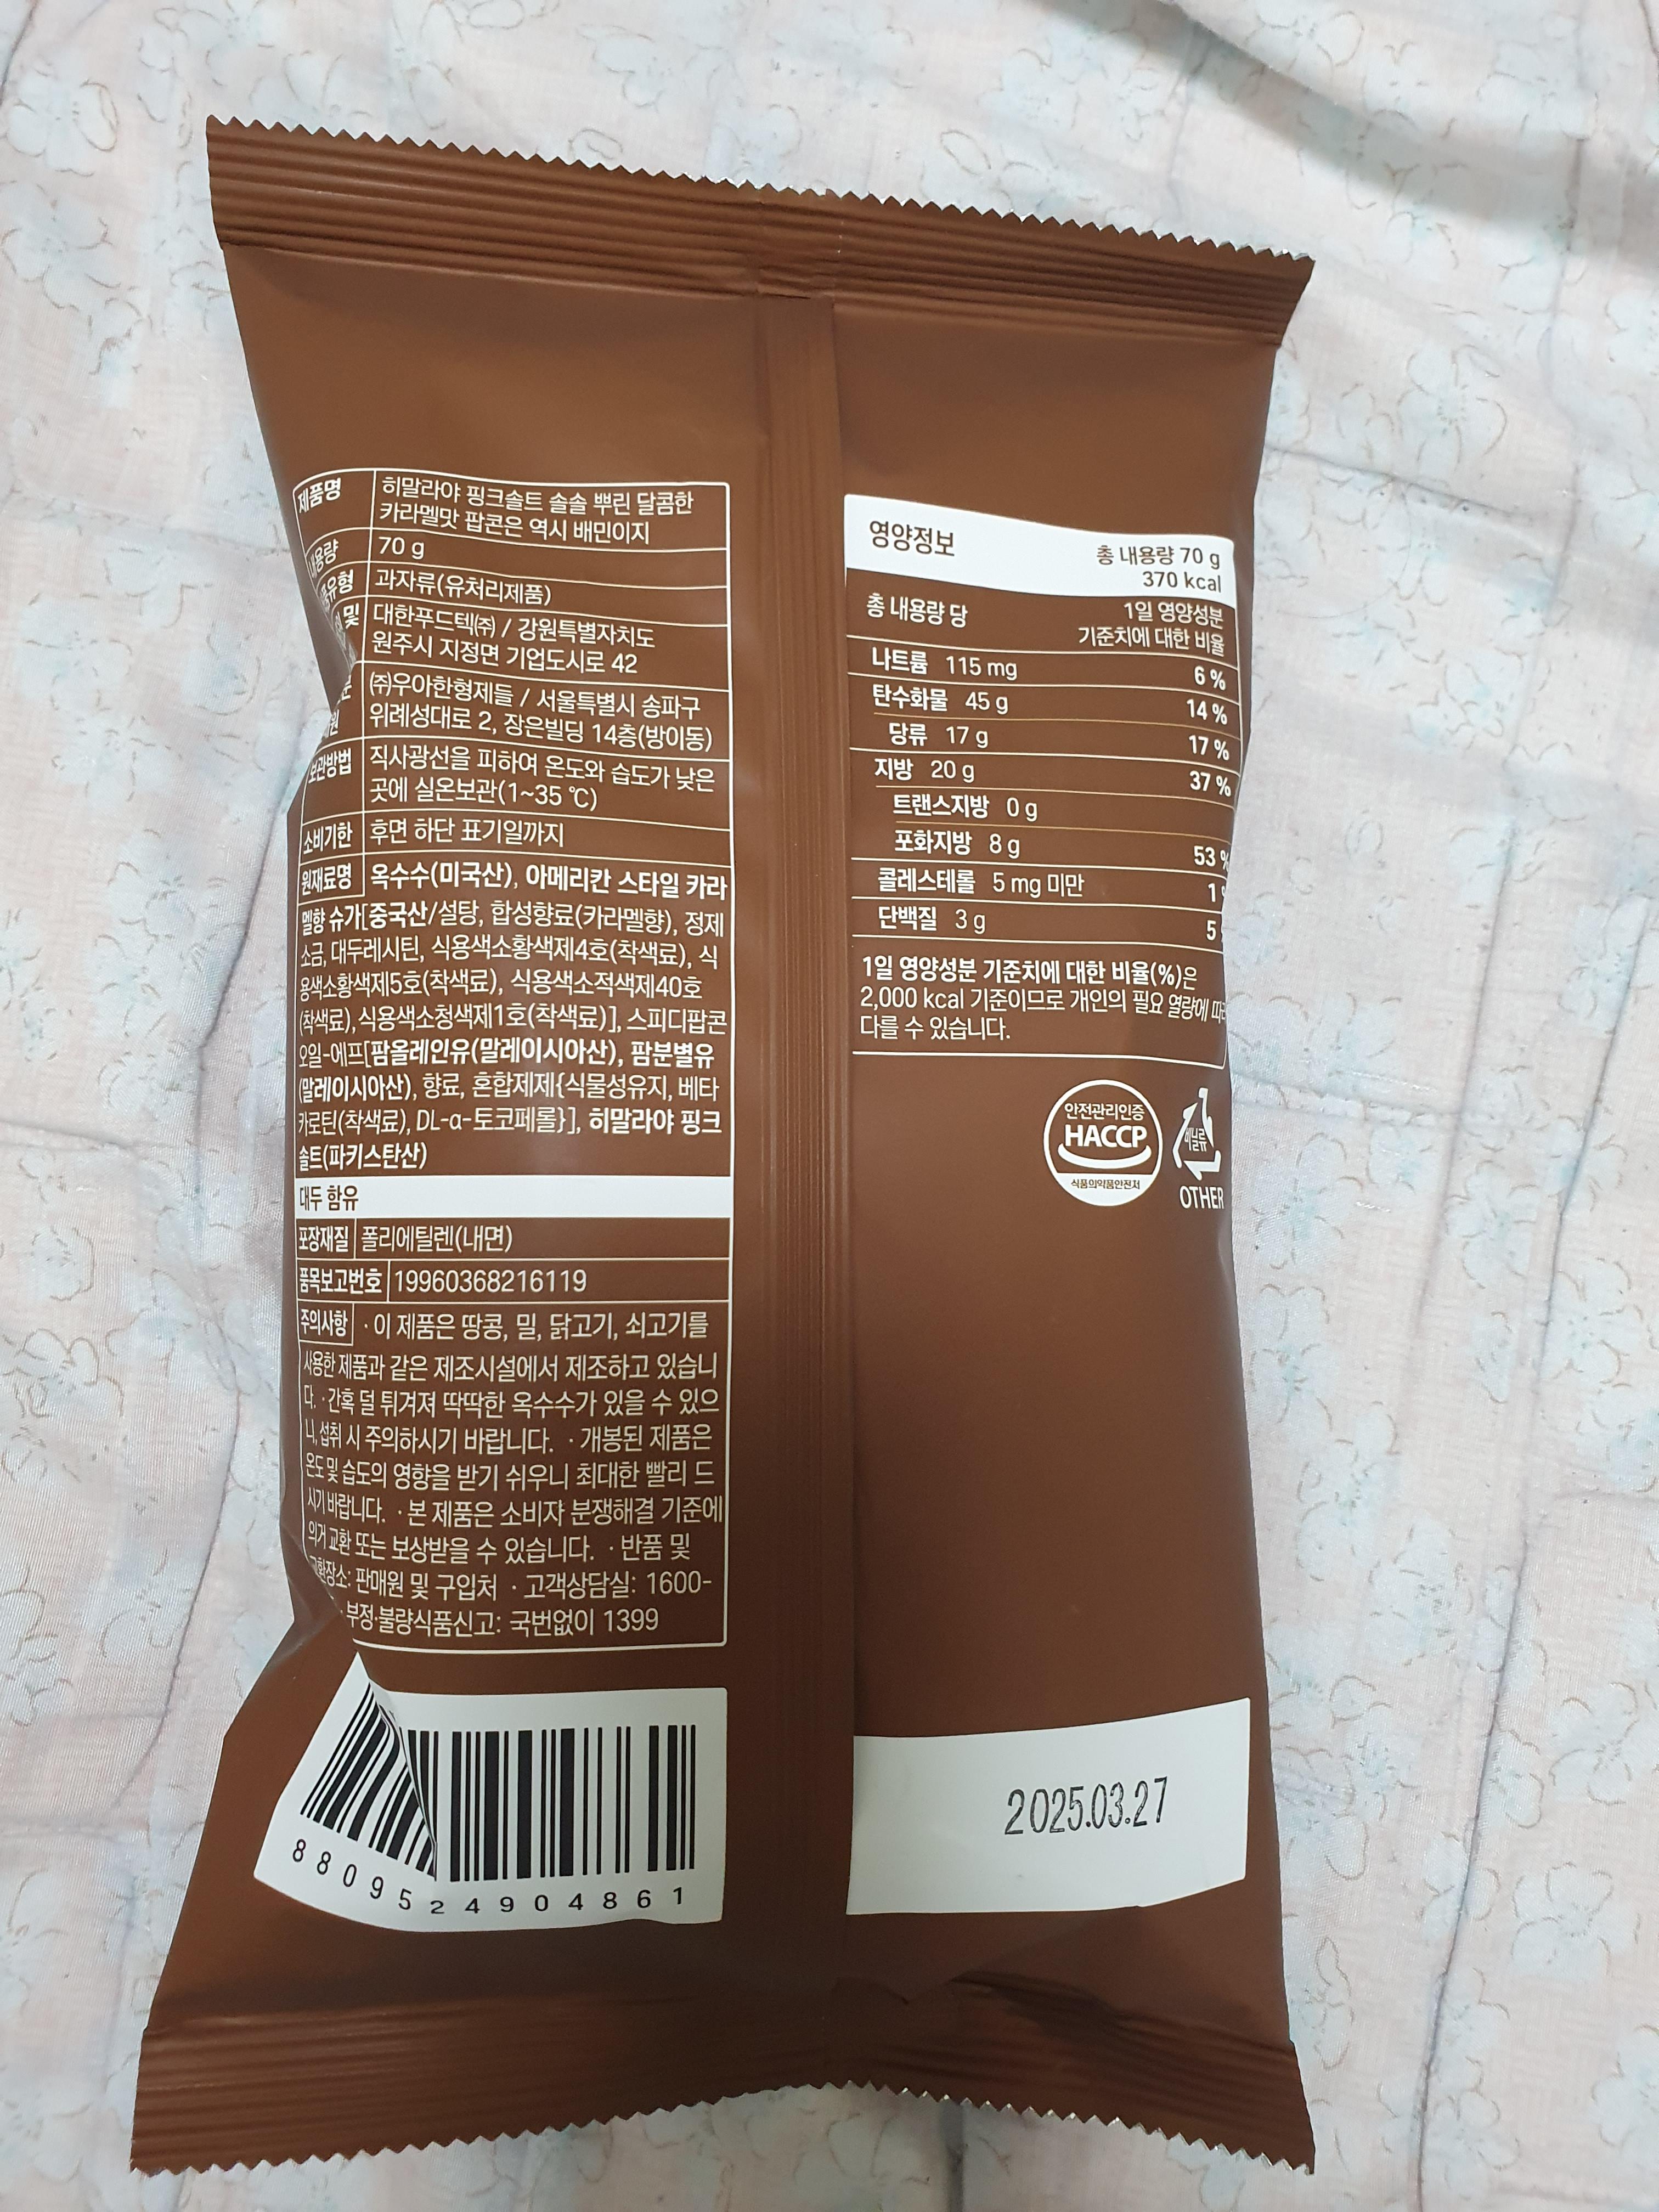 제품명 히말라야 핑크솔트 솔솔 뿌린 달콤한
카라멜맛 팝콘은 역시 배민이지
내용량 70 g
유형 과자류(유처리제품)
및 대한푸드텍㈜ / 강원특별자치도
원주시 지정면 기업도시로 42
㈜우아한형제들 / 서울특별시 송파구
원 위례성대로 2, 장은빌딩 14층(방이동)
보관방법 직사광선을 피하여 온도와 습도가 낮은
곳에 실온보관(1~35 ℃)
소비기한 후면 하단 표기일까지
원재료명 옥수수(미국산), 아메리칸 스타일 카라
멜향 슈가[중국산/설탕, 합성향료(카라멜향), 정제
소금, 대두레시틴, 식용색소황색제4호(착색료), 식
용색소황색제5호(착색료), 식용색소적색제40호
(착색료), 식용색소청색제1호(착색료)], 스피디팝콘
오일-에프[팜올레인유(말레이시아산), 팜분별유
(말레이시아산), 향료, 혼합제제{식물성유지, 베타
카로틴(착색료), DL-α-토코페롤}], 히말라야 핑크
솔트(파키스탄산)
대두 함유
포장재질 폴리에틸렌(내면)
품목보고번호 19960368216119
주의사항 · 이 제품은 땅콩, 밀, 닭고기, 쇠고기를
사용한 제품과 같은 제조시설에서 제조하고 있습니
다. · 간혹 덜 튀겨져 딱딱한 옥수수가 있을 수 있으
니, 섭취 시 주의하시기 바랍니다. · 개봉된 제품은
온도 및 습도의 영향을 받기 쉬우니 최대한 빨리 드
시기 바랍니다. · 본 제품은 소비쟈 분쟁해결 기준에
의거 교환 또는 보상받을 수 있습니다. · 반품 및
교환장소: 판매원 및 구입처 · 고객상담실: 1600-
· 부정·불량식품신고: 국번없이 1399
8809524904861
영양정보 총 내용량 70 g
370 kcal
총 내용량 당 1일 영양성분
기준치에 대한 비율
나트륨 115 mg 6 %
탄수화물 45 g 14 %
당류 17 g 17 %
지방 20 g 37 %
트랜스지방 0 g
포화지방 8 g 53 %
콜레스테롤 5 mg 미만 1
단백질 3 g 5
1일 영양성분 기준치에 대한 비율(%)은
2,000 kcal 기준이므로 개인의 필요 열량에 따라
다를 수 있습니다.
안전관리인증
HACCP
식품의약품안전처
비닐류
OTHER
2025.03.27